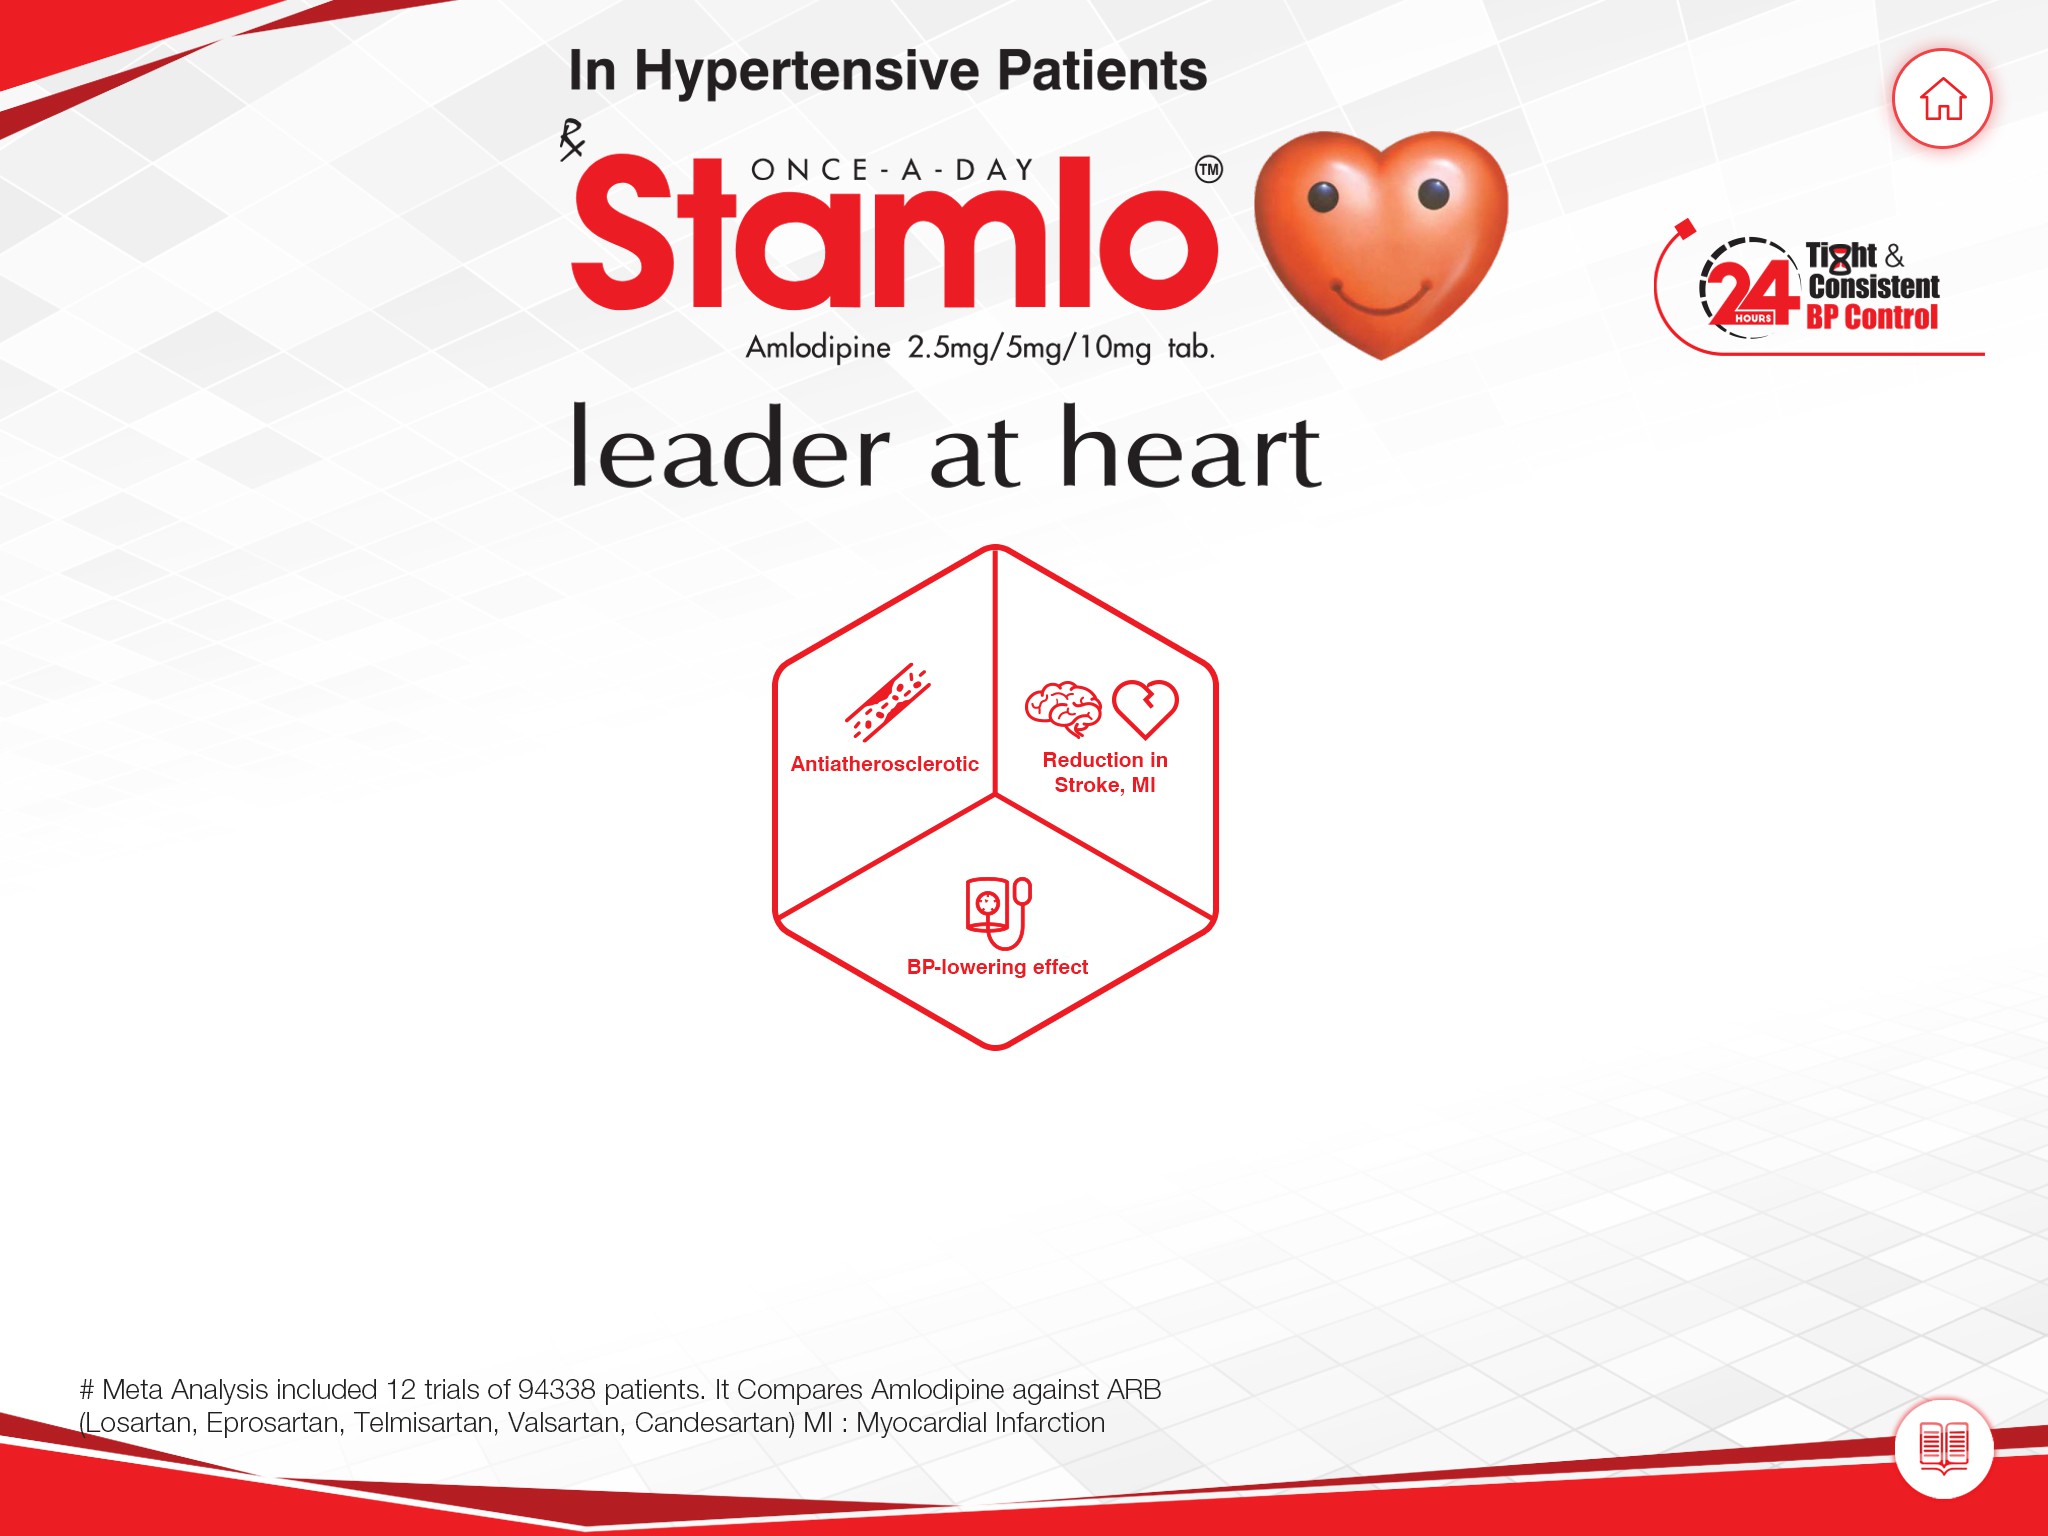 In Hypertensive Patients
℞
ONCE-A-DAY
Stamlo™
Amlodipine 2.5mg/5mg/10mg tab.
leader at heart
24 HOURS
Tight &
Consistent
BP Control
Antiatherosclerotic
Reduction in
Stroke, MI
BP-lowering effect
# Meta Analysis included 12 trials of 94338 patients. It Compares Amlodipine against ARB
(Losartan, Eprosartan, Telmisartan, Valsartan, Candesartan) MI : Myocardial Infarction